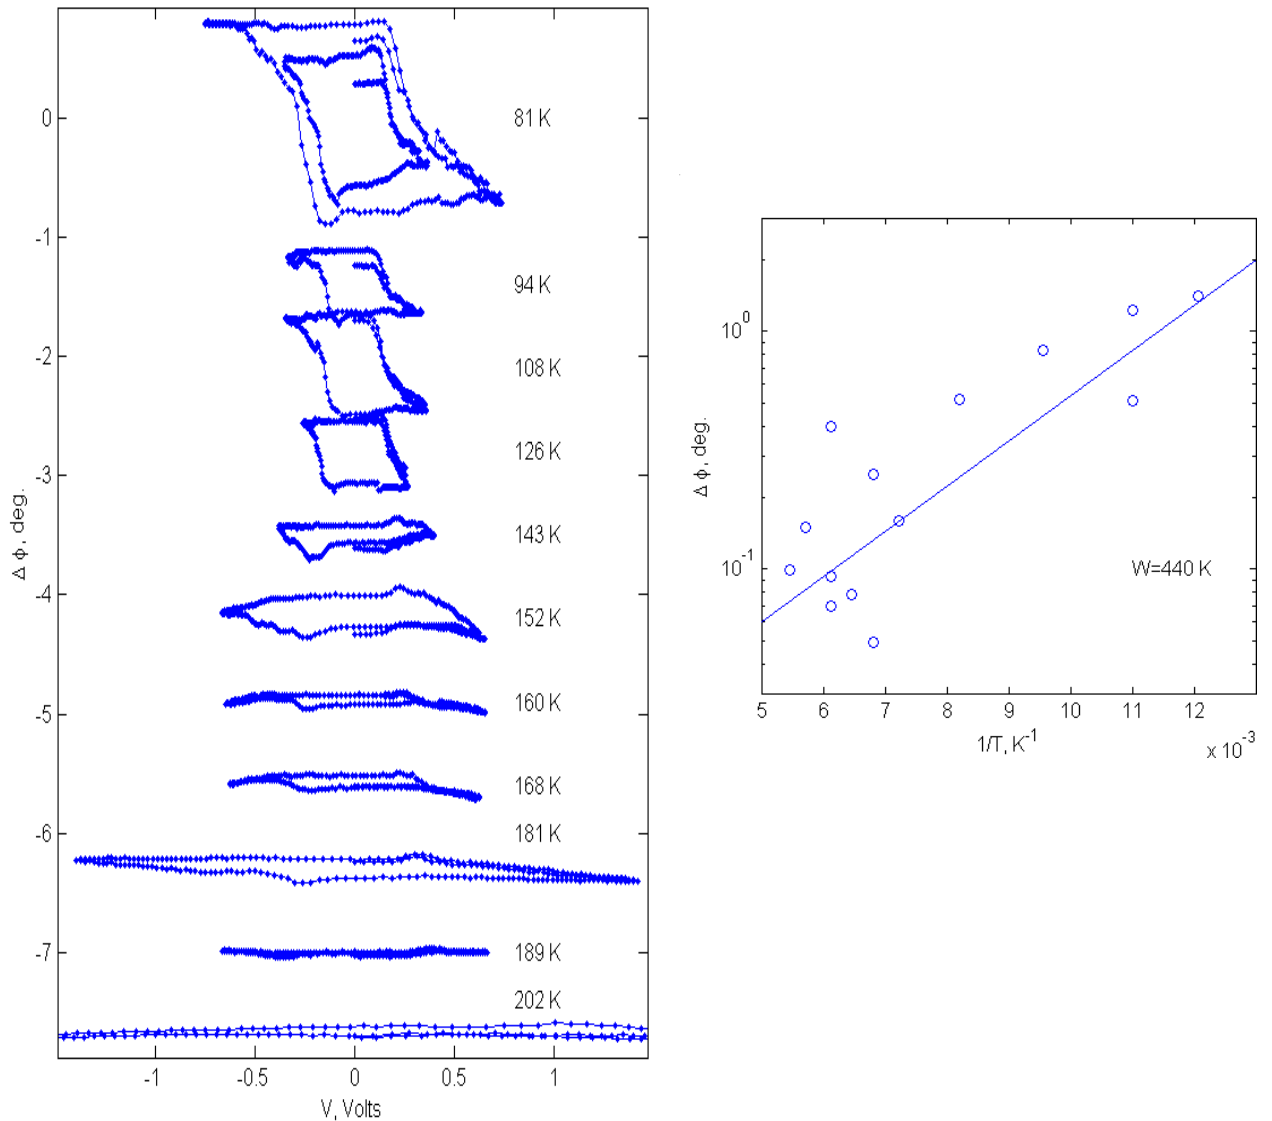 0
-1
-2
-3
-4
-5
-6
-7
Δ ϕ, deg.
81 K
94 K
108 K
126 K
143 K
152 K
160 K
168 K
181 K
189 K
202 K
-1 -0.5 0 0.5 1
V, Volts
10⁰
10⁻¹
Δ ϕ, deg.
W=440 K
5 6 7 8 9 10 11 12
1/T, K⁻¹
x 10⁻³